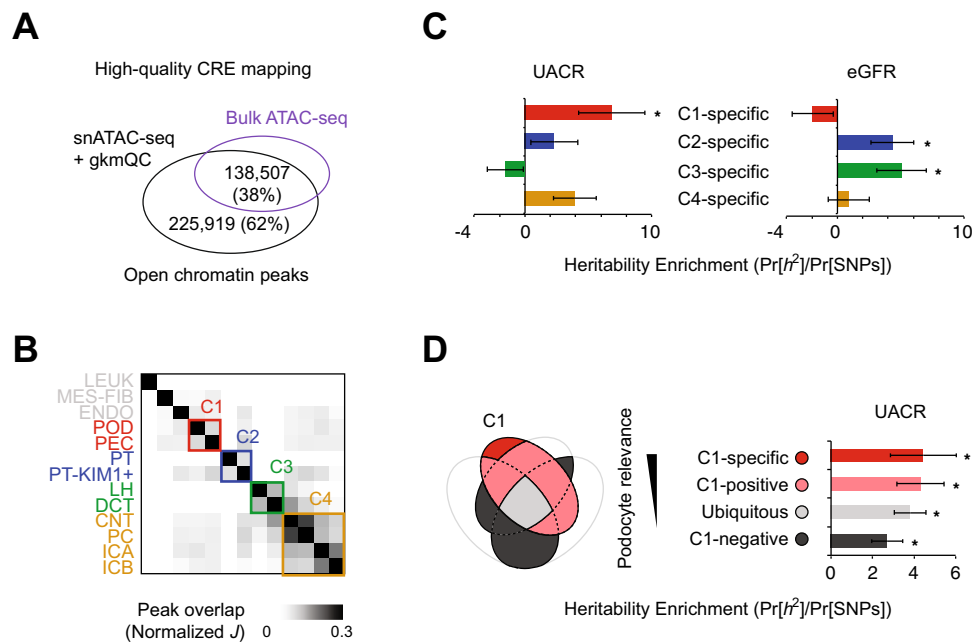 A
High-quality CRE mapping
Bulk ATAC-seq
snATAC-seq
+ gkmQC
138,507
(38%)
225,919 (62%)
Open chromatin peaks
B
LEUK
MES-FIB
ENDO
POD
PEC
PT
PT-KIM1+
LH
DCT
CNT
PC
ICA
ICB
C1
C2
C3
C4
Peak overlap
(Normalized J)
0
0.3
C
UACR
eGFR
C1-specific
C2-specific
C3-specific
C4-specific
*
*
*
-4
0
10
-4
0
10
Heritability Enrichment (Pr[h²]/Pr[SNPs])
D
C1
Podocyte relevance
UACR
C1-specific
C1-positive
Ubiquitous
C1-negative
*
*
*
*
0
2
4
6
Heritability Enrichment (Pr[h²]/Pr[SNPs])